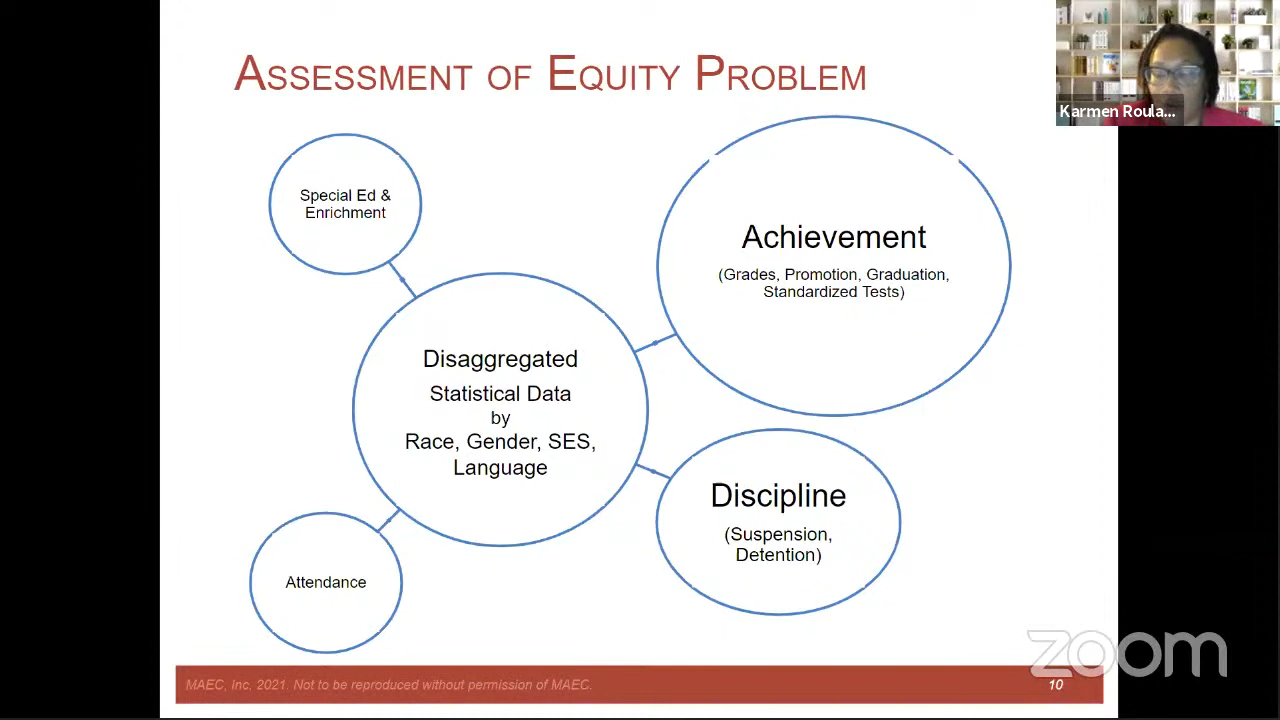 ASSESSMENT OF EQUITY PROBLEM
Karmen Roula...
Special Ed &
Enrichment
Achievement
(Grades, Promotion, Graduation,
Standardized Tests)
Disaggregated
Statistical Data
by
Race, Gender, SES,
Language
Discipline
(Suspension,
Detention)
Attendance
zoom
MAEC, Inc, 2021. Not to be reproduced without permission of MAEC.
10